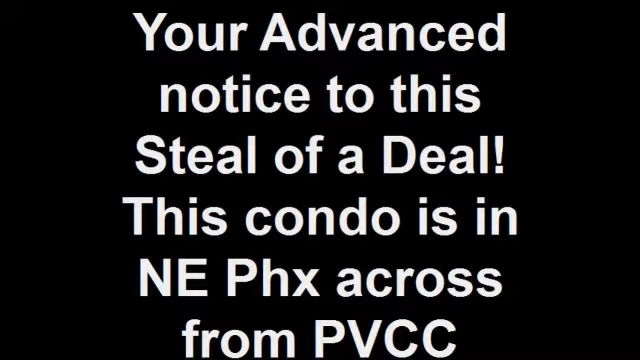 Your Advanced
notice to this
Steal of a Deal!
This condo is in
NE Phx across
from PVCC